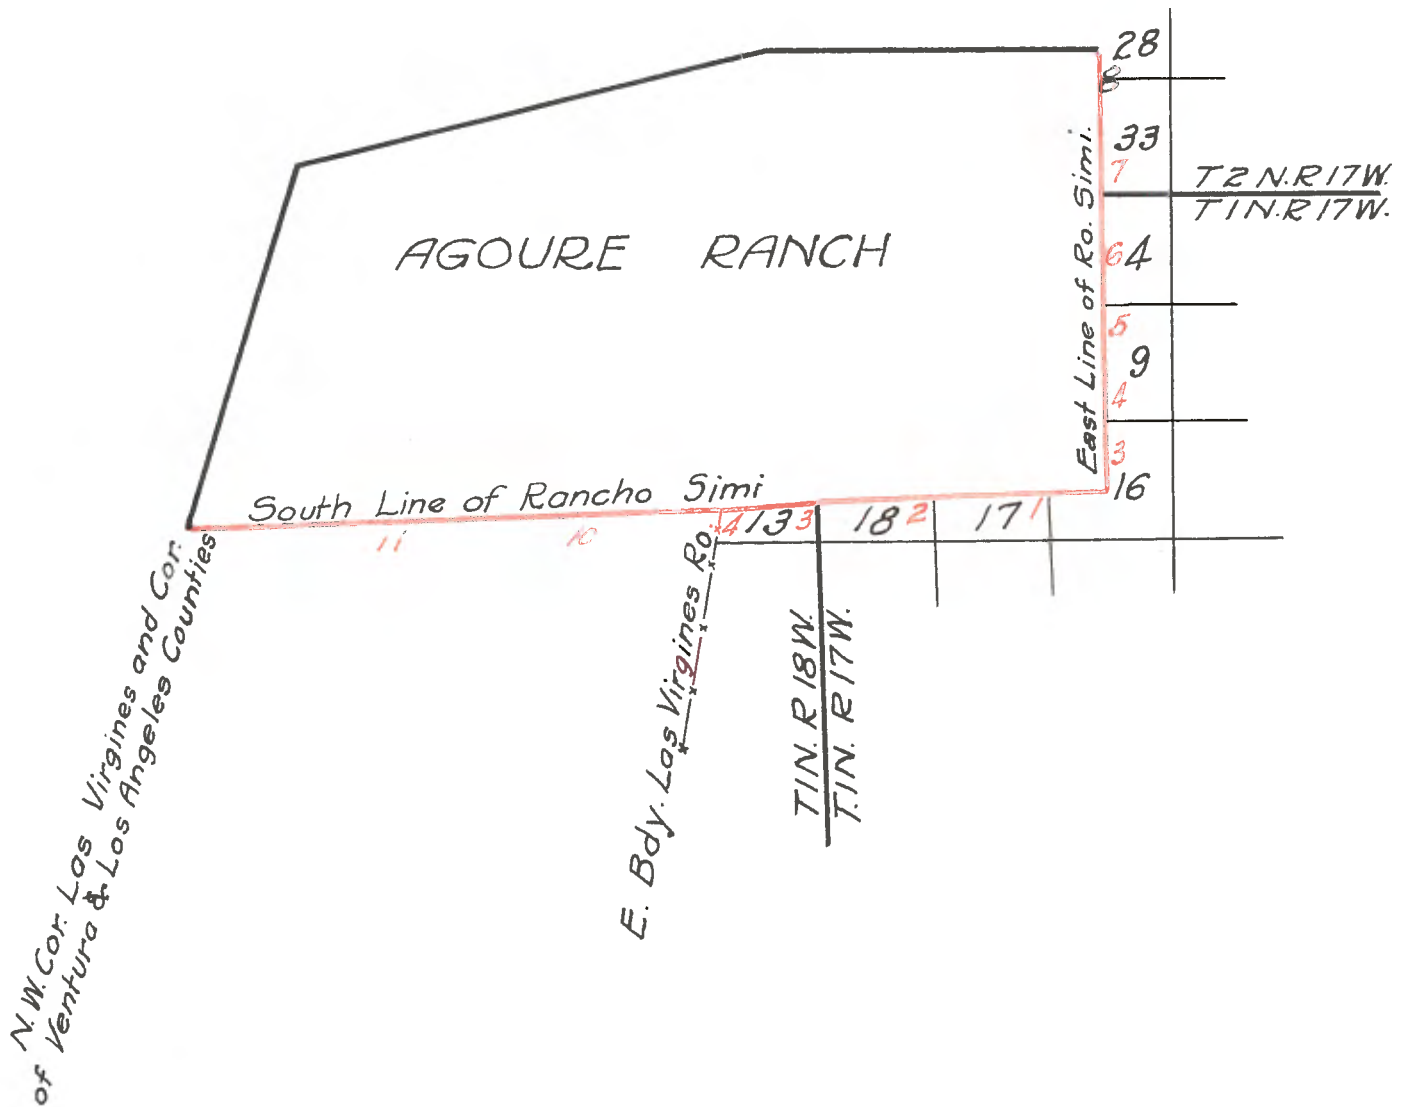 28
8
33
7
T2N.R17W.
T1N.R17W.
AGOURE RANCH
East Line of Ro. Simi.
6 4
5
9
4
3
16
South Line of Rancho Simi
11
10
4 13 3 18 2 17 1
N.W. Cor. Las Virgines and Cor.
of Ventura & Los Angeles Counties
E. Bdy. Las Virgines Ro.
T1N. R18W.
T.1N. R17W.